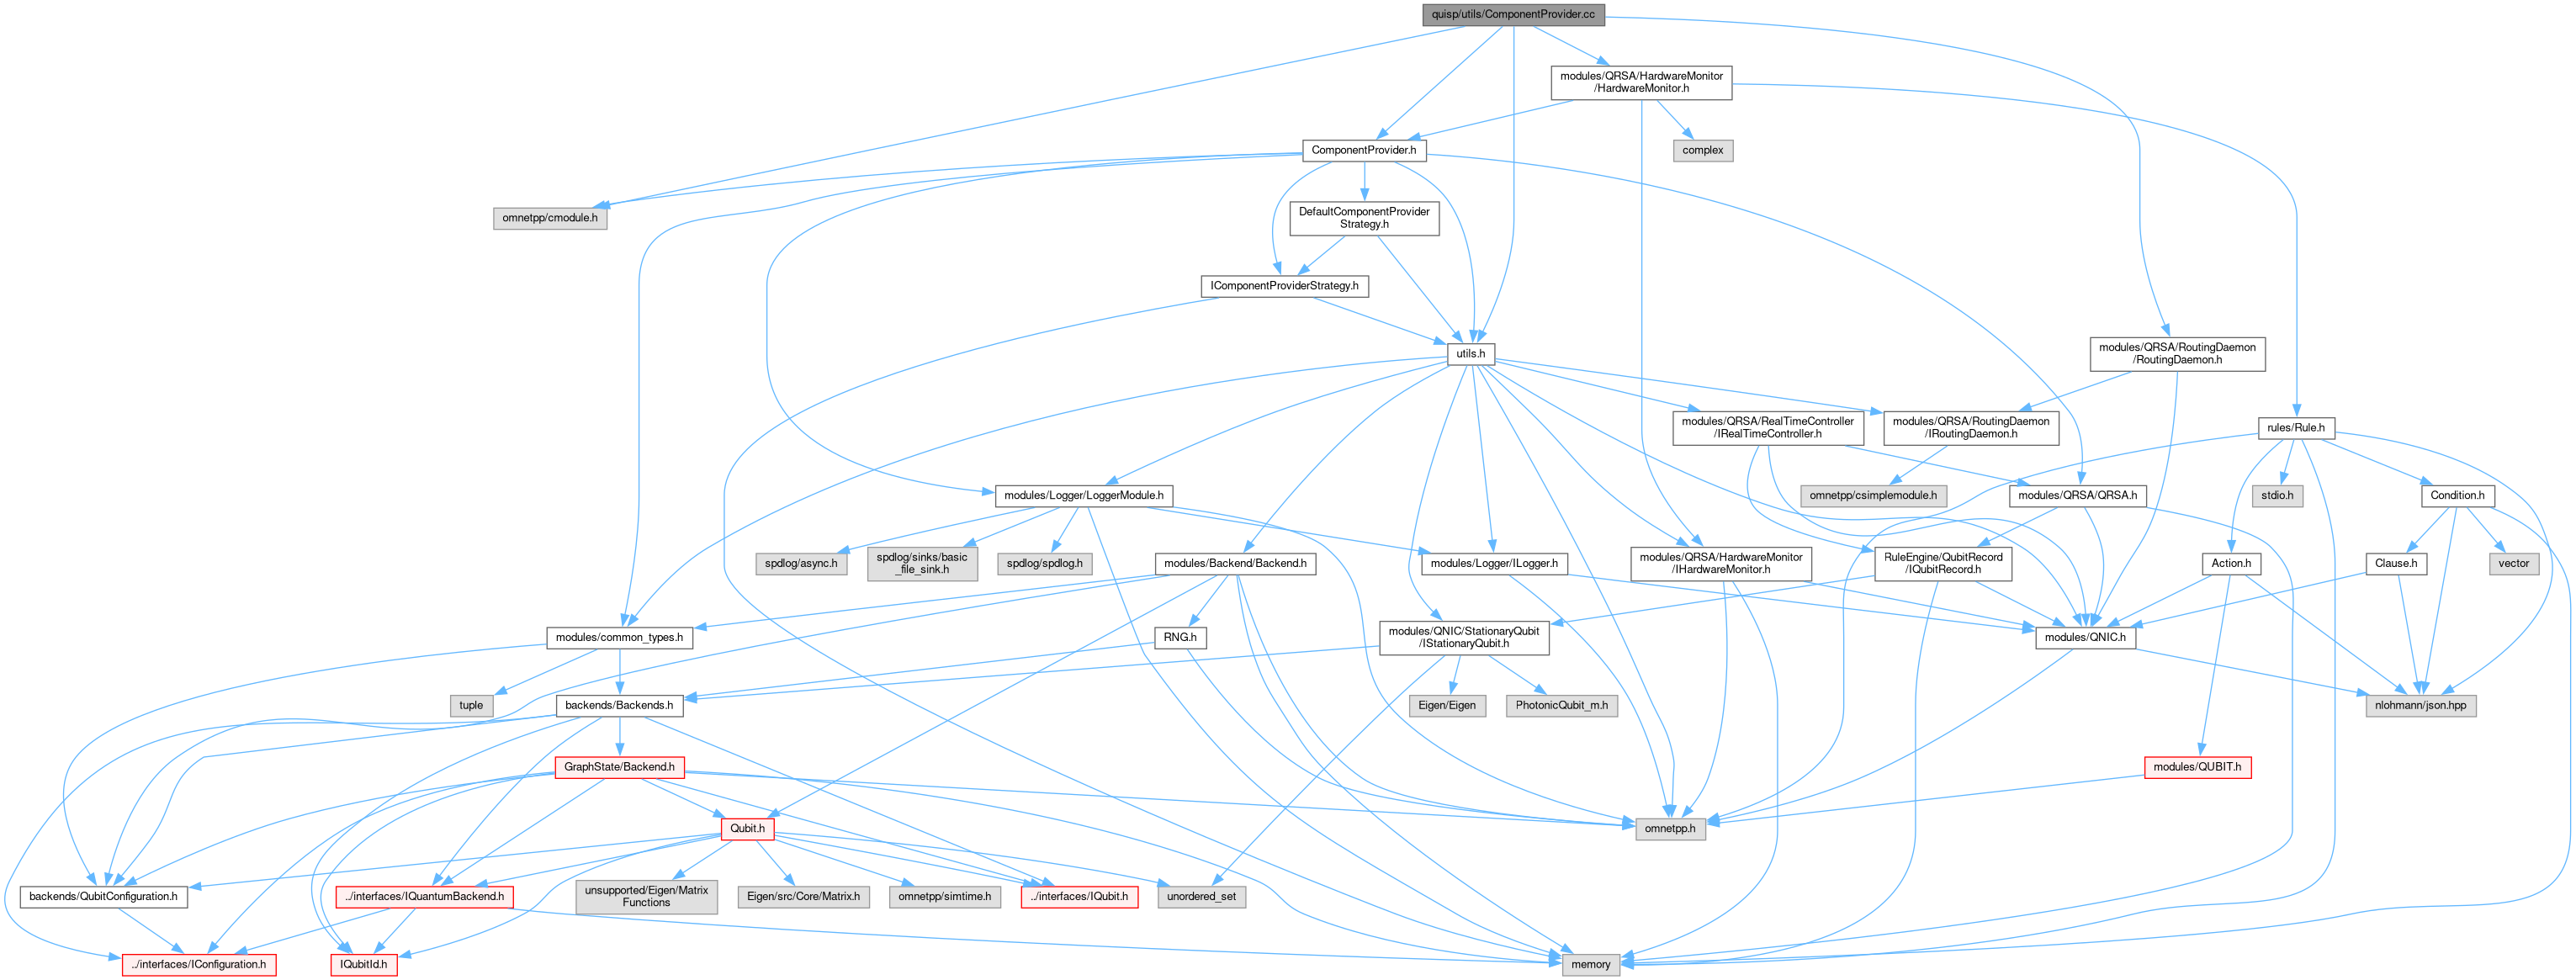 quisp/utils/ComponentProvider.cc
modules/QRSA/HardwareMonitor
/HardwareMonitor.h
ComponentProvider.h
complex
omnetpp/cmodule.h
DefaultComponentProvider
Strategy.h
IComponentProviderStrategy.h
utils.h
modules/QRSA/RoutingDaemon
/RoutingDaemon.h
modules/QRSA/RealTimeController
/IRealTimeController.h
modules/QRSA/RoutingDaemon
/IRoutingDaemon.h
rules/Rule.h
modules/Logger/LoggerModule.h
omnetpp/csimplemodule.h
modules/QRSA/QRSA.h
stdio.h
Condition.h
spdlog/async.h
spdlog/sinks/basic
_file_sink.h
spdlog/spdlog.h
modules/Backend/Backend.h
modules/Logger/ILogger.h
modules/QRSA/HardwareMonitor
/IHardwareMonitor.h
RuleEngine/QubitRecord
/IQubitRecord.h
Action.h
Clause.h
vector
modules/common_types.h
RNG.h
modules/QNIC/StationaryQubit
/IStationaryQubit.h
modules/QNIC.h
tuple
backends/Backends.h
Eigen/Eigen
PhotonicQubit_m.h
nlohmann/json.hpp
GraphState/Backend.h
modules/QUBIT.h
Qubit.h
omnetpp.h
backends/QubitConfiguration.h
../interfaces/IQuantumBackend.h
unsupported/Eigen/Matrix
Functions
Eigen/src/Core/Matrix.h
omnetpp/simtime.h
../interfaces/IQubit.h
unordered_set
../interfaces/IConfiguration.h
IQubitId.h
memory